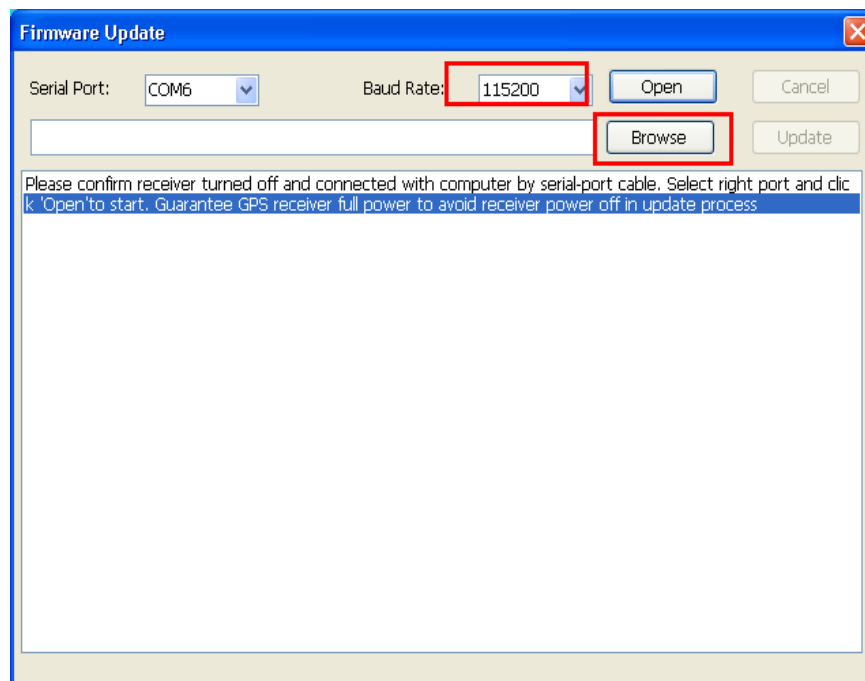 Firmware Update
Serial Port: COM6 Baud Rate: 115200 Open Cancel
Browse Update
Please confirm receiver turned off and connected with computer by serial-port cable. Select right port and clic
k 'Open'to start. Guarantee GPS receiver full power to avoid receiver power off in update process